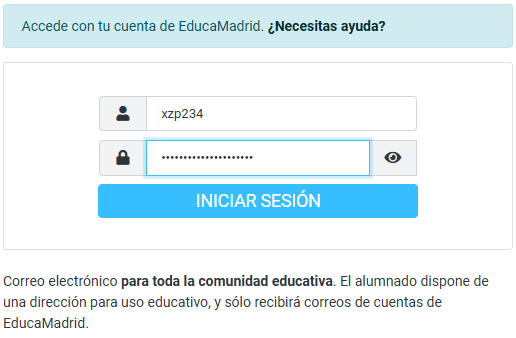 Accede con tu cuenta de EducaMadrid. ¿Necesitas ayuda?
xzp234
•••••••••••••••••••••
INICIAR SESIÓN
Correo electrónico para toda la comunidad educativa. El alumnado dispone de
una dirección para uso educativo, y sólo recibirá correos de cuentas de
EducaMadrid.